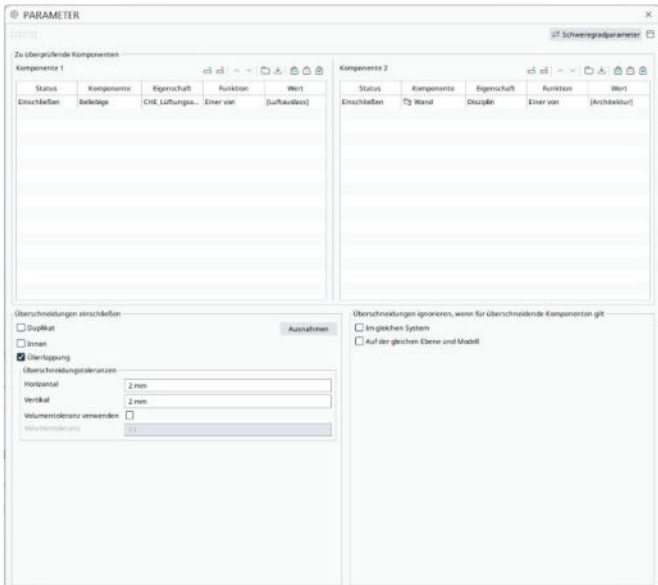 PARAMETER
Schweregradparameter
Zu überprüfende Komponenten
Komponente 1
Status Komponente Eigenschaft Funktion Wert
Einschließen Beliebige CHE_Lüftungsa... Einer von [Luftauslass]
Komponente 2
Status Komponente Eigenschaft Funktion Wert
Einschließen Wand Disziplin Einer von [Architektur]
Überschneidungen einschließen
Duplikat
Ausnahmen
Innen
Überlappung
Überschneidungstoleranzen
Horizontal 2 mm
Vertikal 2 mm
Volumentoleranz verwenden
Volumentoleranz
Überschneidungen ignorieren, wenn für überschneidende Komponenten gilt
Im gleichen System
Auf der gleichen Ebene und Modell